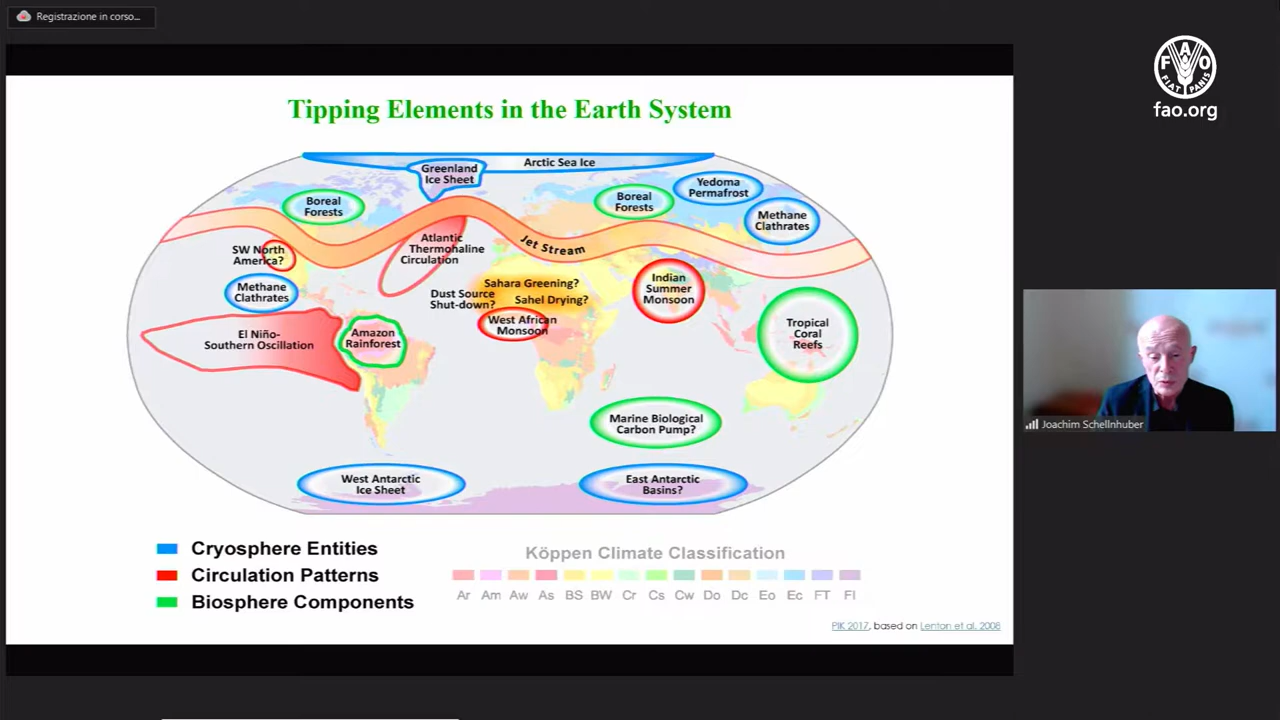 Registrazione in corso...
F A O
FIAT PANIS
fao.org
Tipping Elements in the Earth System
Arctic Sea Ice
Greenland
Ice Sheet
Yedoma
Permafrost
Boreal
Forests
Boreal
Forests
Methane
Clathrates
Jet Stream
SW North
America?
Atlantic
Thermohaline
Circulation
Methane
Clathrates
Sahara Greening?
Dust Source
Shut-down?
Sahel Drying?
Indian
Summer
Monsoon
West African
Monsoon
El Niño-
Southern Oscillation
Amazon
Rainforest
Tropical
Coral
Reefs
Marine Biological
Carbon Pump?
West Antarctic
Ice Sheet
East Antarctic
Basins?
Cryosphere Entities
Circulation Patterns
Biosphere Components
Köppen Climate Classification
Ar Am Aw As BS BW Cr Cs Cw Do Dc Eo Ec FT FI
PIK 2017, based on Lenton et al. 2008
Joachim Schellnhuber